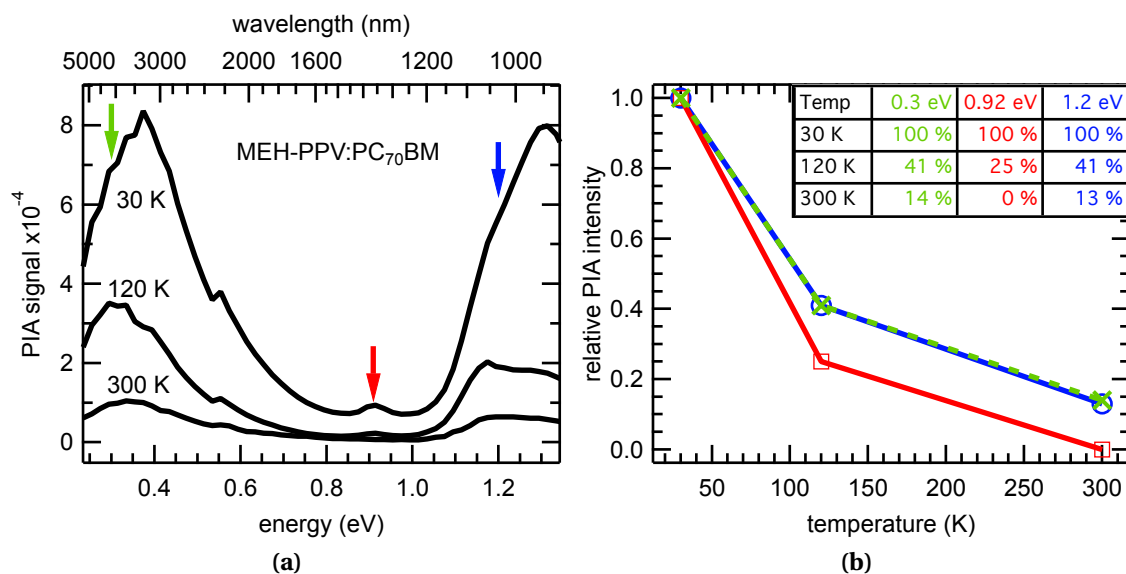 wavelength (nm)
5000 3000 2000 1600 1200 1000
8
6
4
2
0
PIA signal x10⁻⁴
MEH-PPV:PC₇₀BM
30 K
120 K
300 K
0.4 0.6 0.8 1.0 1.2
energy (eV)
(a)
1.0
0.8
0.6
0.4
0.2
0.0
relative PIA intensity
Temp 0.3 eV 0.92 eV 1.2 eV
30 K 100 % 100 % 100 %
120 K 41 % 25 % 41 %
300 K 14 % 0 % 13 %
50 100 150 200 250 300
temperature (K)
(b)